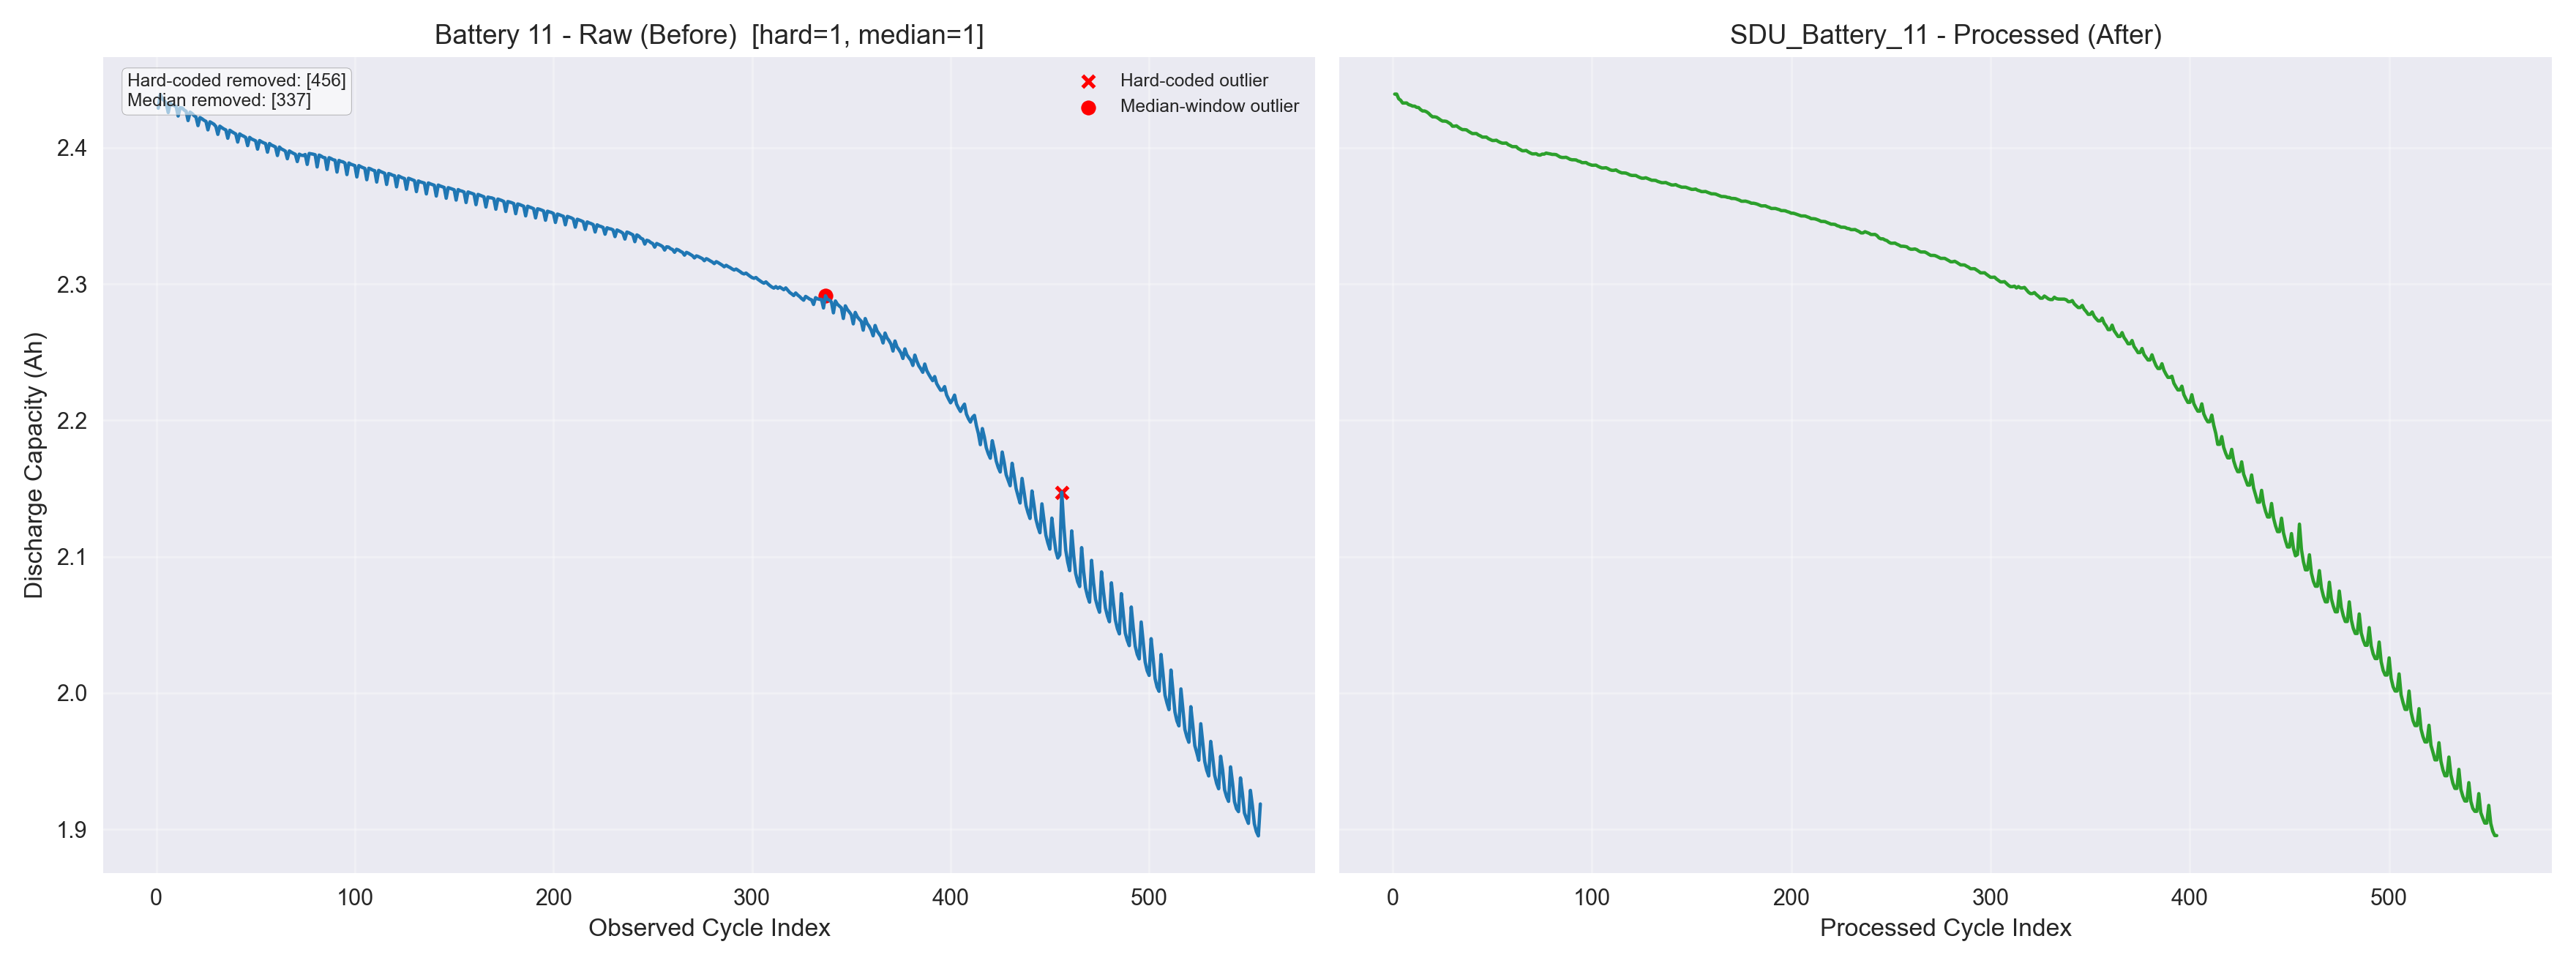 Battery 11 - Raw (Before)  [hard=1, median=1]
Hard-coded removed: [456]
Median removed: [337]
Hard-coded outlier
Median-window outlier
Discharge Capacity (Ah)
2.4
2.3
2.2
2.1
2.0
1.9
0 100 200 300 400 500
Observed Cycle Index
SDU_Battery_11 - Processed (After)
0 100 200 300 400 500
Processed Cycle Index